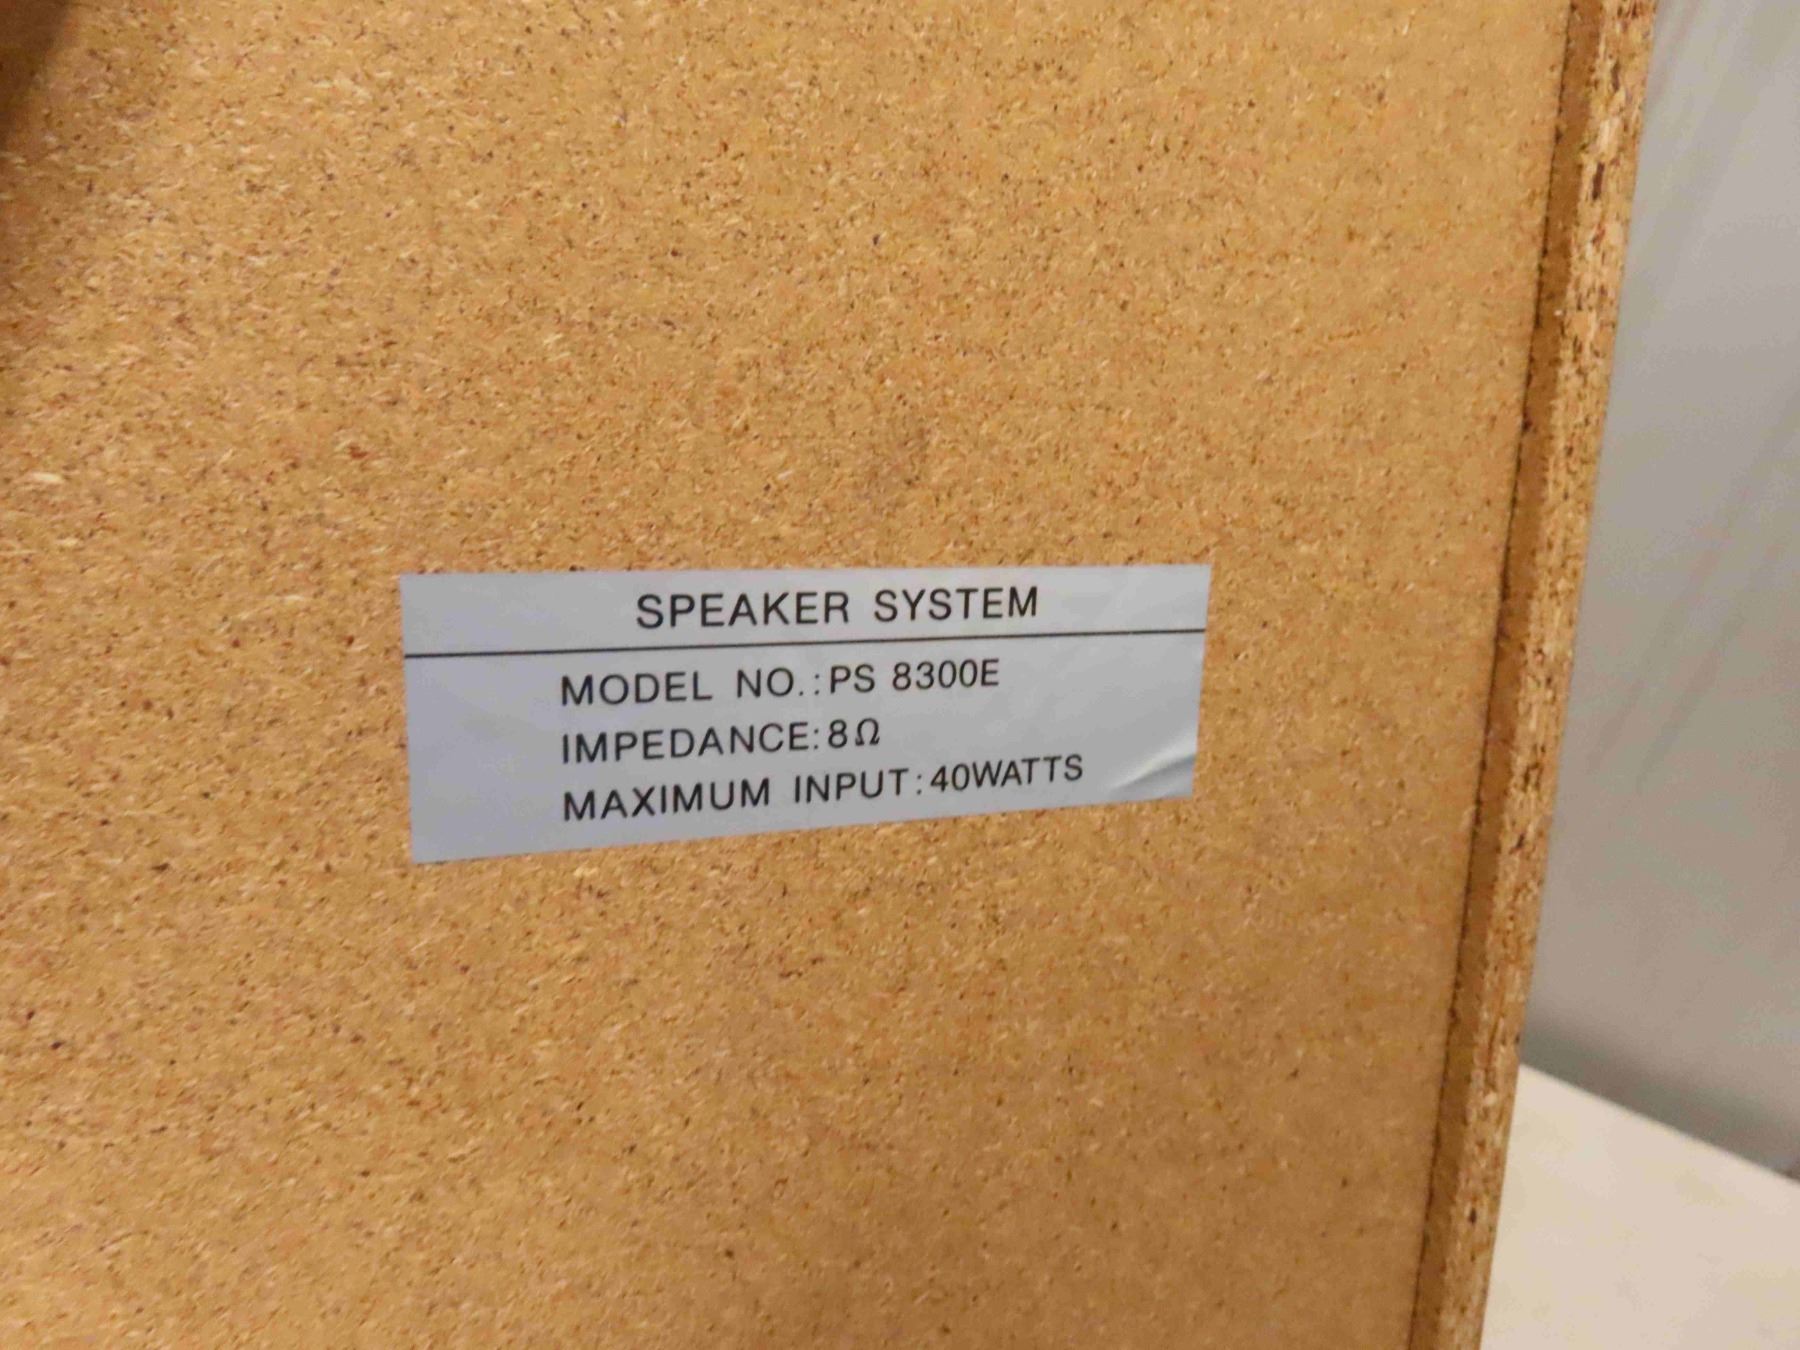 SPEAKER SYSTEM
MODEL NO.:PS 8300E
IMPEDANCE:8Ω
MAXIMUM INPUT:40WATTS